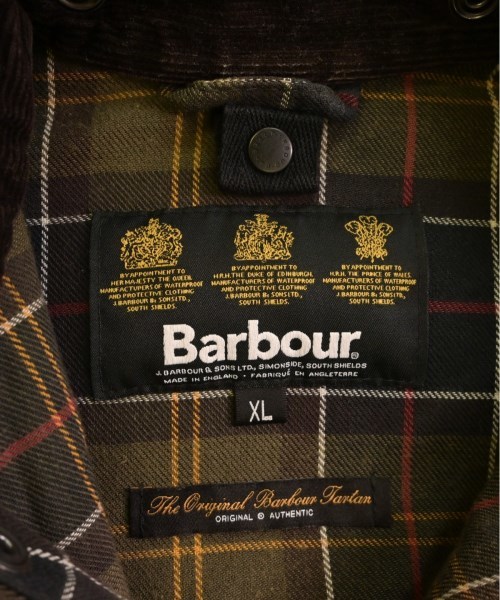 BY APPOINTMENT TO
HER MAJESTY THE QUEEN
MANUFACTURERS OF WATERPROOF
AND PROTECTIVE CLOTHING
J. BARBOUR & SONS LTD.,
SOUTH SHIELDS.
BY APPOINTMENT TO
H.R.H. THE DUKE OF EDINBURGH
MANUFACTURERS OF WATERPROOF
AND PROTECTIVE CLOTHING
J. BARBOUR & SONS LTD.,
SOUTH SHIELDS.
BY APPOINTMENT TO
H.R.H. THE PRINCE OF WALES
MANUFACTURERS OF WATERPROOF
AND PROTECTIVE CLOTHING
J. BARBOUR & SONS LTD.,
SOUTH SHIELDS.
Barbour®
J. BARBOUR & SONS LTD., SIMONSIDE, SOUTH SHIELDS
MADE IN ENGLAND • FABRIQUÉ EN ANGLETERRE
XL
The Original Barbour Tartan
ORIGINAL ® AUTHENTIC